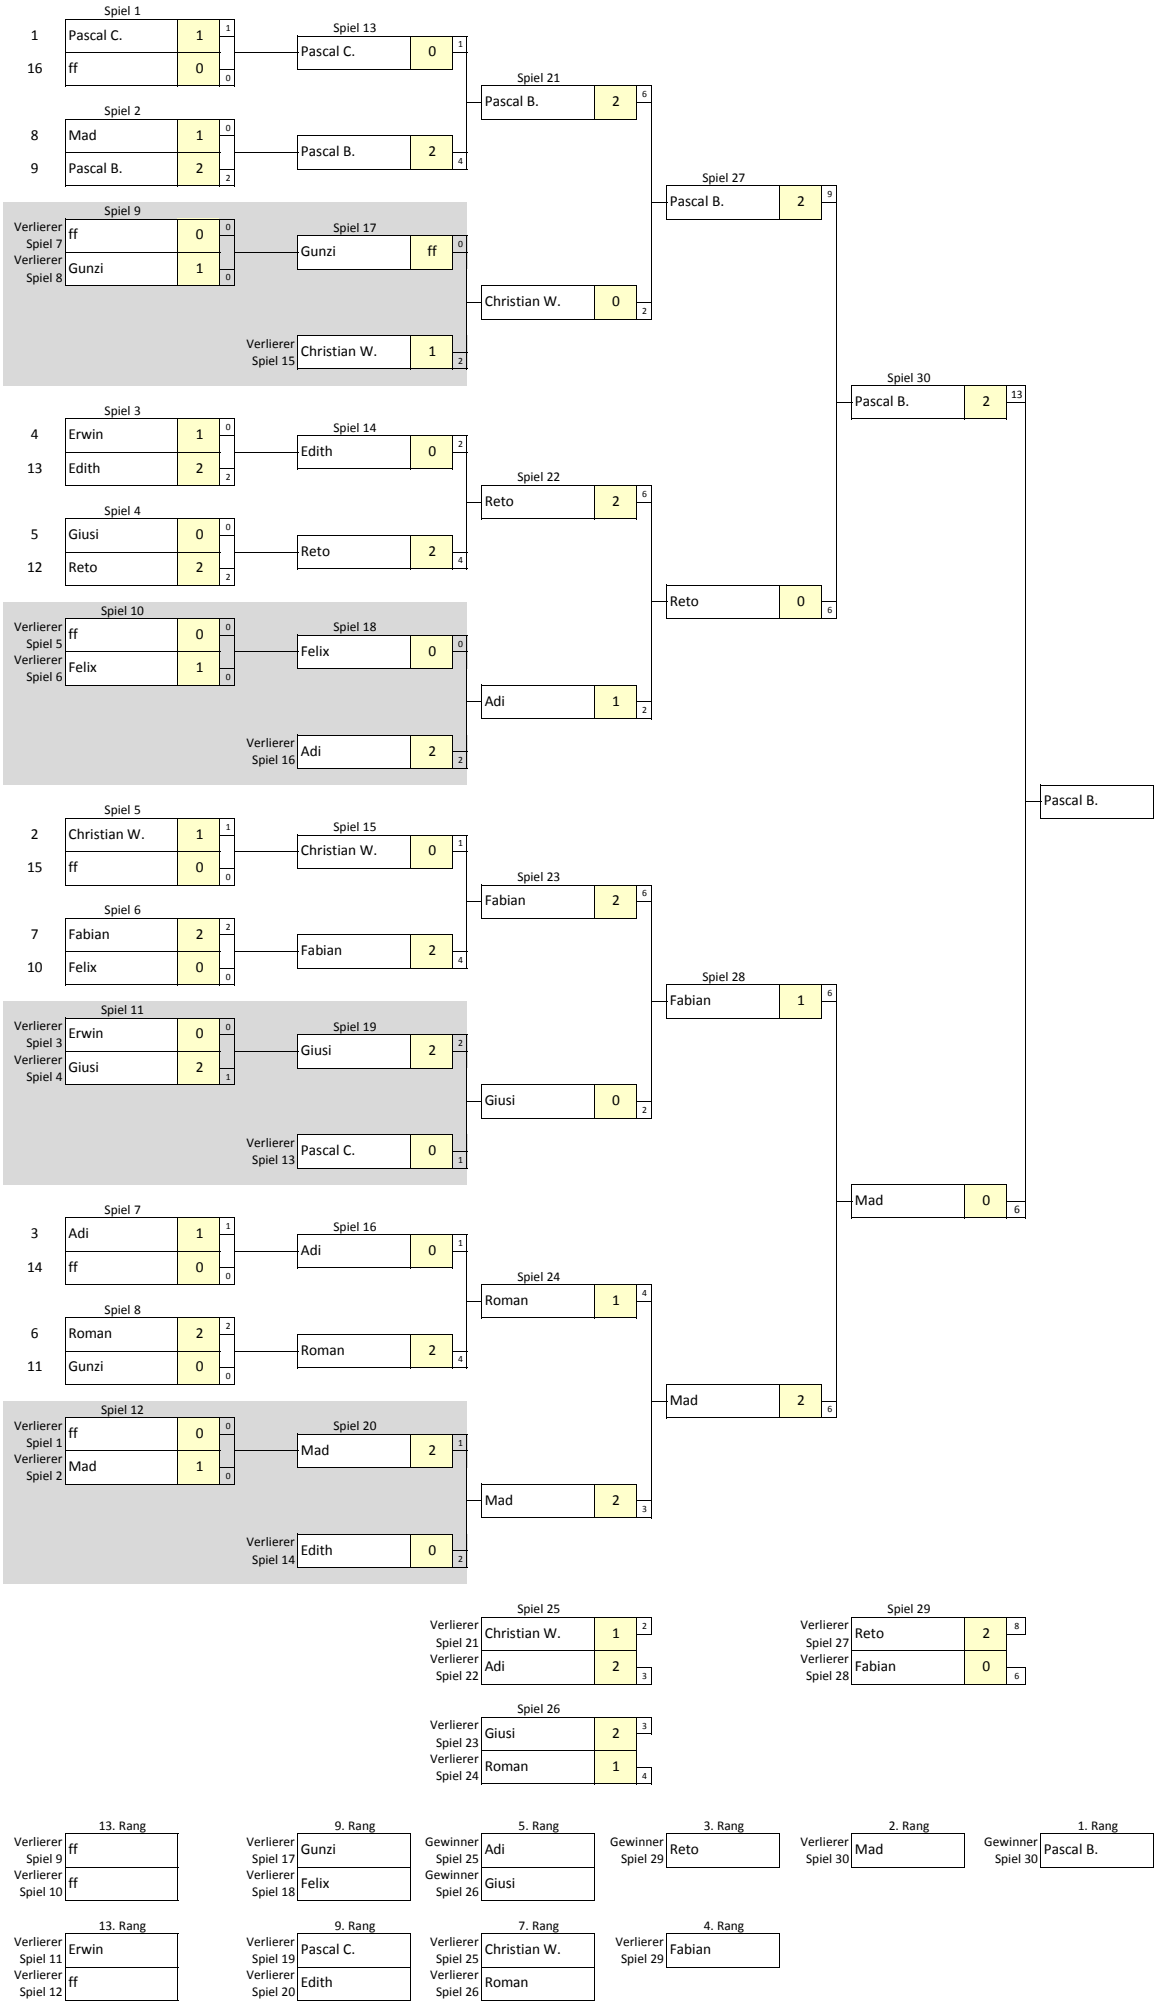 Spiel 1
1 Pascal C. 1 1
16 ff 0 0
Spiel 13
Pascal C. 0 1
Spiel 21
Pascal B. 2 6
Spiel 2
8 Mad 1 0
9 Pascal B. 2 2
Pascal B. 2 4
Spiel 27
Pascal B. 2 9
Spiel 9
Verlierer
Spiel 7
ff 0 0
Verlierer
Spiel 8
Gunzi 1 0
Spiel 17
Gunzi ff 0
Christian W. 0 2
Verlierer
Spiel 15
Christian W. 1 2
Spiel 30
Pascal B. 2 13
Spiel 3
4 Erwin 1 0
13 Edith 2 2
Spiel 14
Edith 0 2
Spiel 22
Reto 2 6
Spiel 4
5 Giusi 0 0
12 Reto 2 2
Reto 2 4
Reto 0 6
Spiel 10
Verlierer
Spiel 5
ff 0 0
Verlierer
Spiel 6
Felix 1 0
Spiel 18
Felix 0 0
Adi 1 2
Verlierer
Spiel 16
Adi 2 2
Pascal B.
Spiel 5
2 Christian W. 1 1
15 ff 0 0
Spiel 15
Christian W. 0 1
Spiel 23
Fabian 2 6
Spiel 6
7 Fabian 2 2
10 Felix 0 0
Fabian 2 4
Spiel 28
Fabian 1 6
Spiel 11
Verlierer
Spiel 3
Erwin 0 0
Verlierer
Spiel 4
Giusi 2 1
Spiel 19
Giusi 2 2
Giusi 0 2
Verlierer
Spiel 13
Pascal C. 0 1
Mad 0 6
Spiel 7
3 Adi 1 1
14 ff 0 0
Spiel 16
Adi 0 1
Spiel 24
Roman 1 4
Spiel 8
6 Roman 2 2
11 Gunzi 0 0
Roman 2 4
Mad 2 6
Spiel 12
Verlierer
Spiel 1
ff 0 0
Verlierer
Spiel 2
Mad 1 0
Spiel 20
Mad 2 1
Mad 2 3
Verlierer
Spiel 14
Edith 0 2
Spiel 25
Verlierer
Spiel 21
Christian W. 1 2
Verlierer
Spiel 22
Adi 2 3
Spiel 29
Verlierer
Spiel 27
Reto 2 8
Verlierer
Spiel 28
Fabian 0 6
Spiel 26
Verlierer
Spiel 23
Giusi 2 3
Verlierer
Spiel 24
Roman 1 4
13. Rang
Verlierer
Spiel 9
ff
Verlierer
Spiel 10
ff
9. Rang
Verlierer
Spiel 17
Gunzi
Verlierer
Spiel 18
Felix
5. Rang
Gewinner
Spiel 25
Adi
Gewinner
Spiel 26
Giusi
3. Rang
Gewinner
Spiel 29
Reto
2. Rang
Verlierer
Spiel 30
Mad
1. Rang
Gewinner
Spiel 30
Pascal B.
13. Rang
Verlierer
Spiel 11
Erwin
Verlierer
Spiel 12
ff
9. Rang
Verlierer
Spiel 19
Pascal C.
Verlierer
Spiel 20
Edith
7. Rang
Verlierer
Spiel 25
Christian W.
Verlierer
Spiel 26
Roman
4. Rang
Verlierer
Spiel 29
Fabian